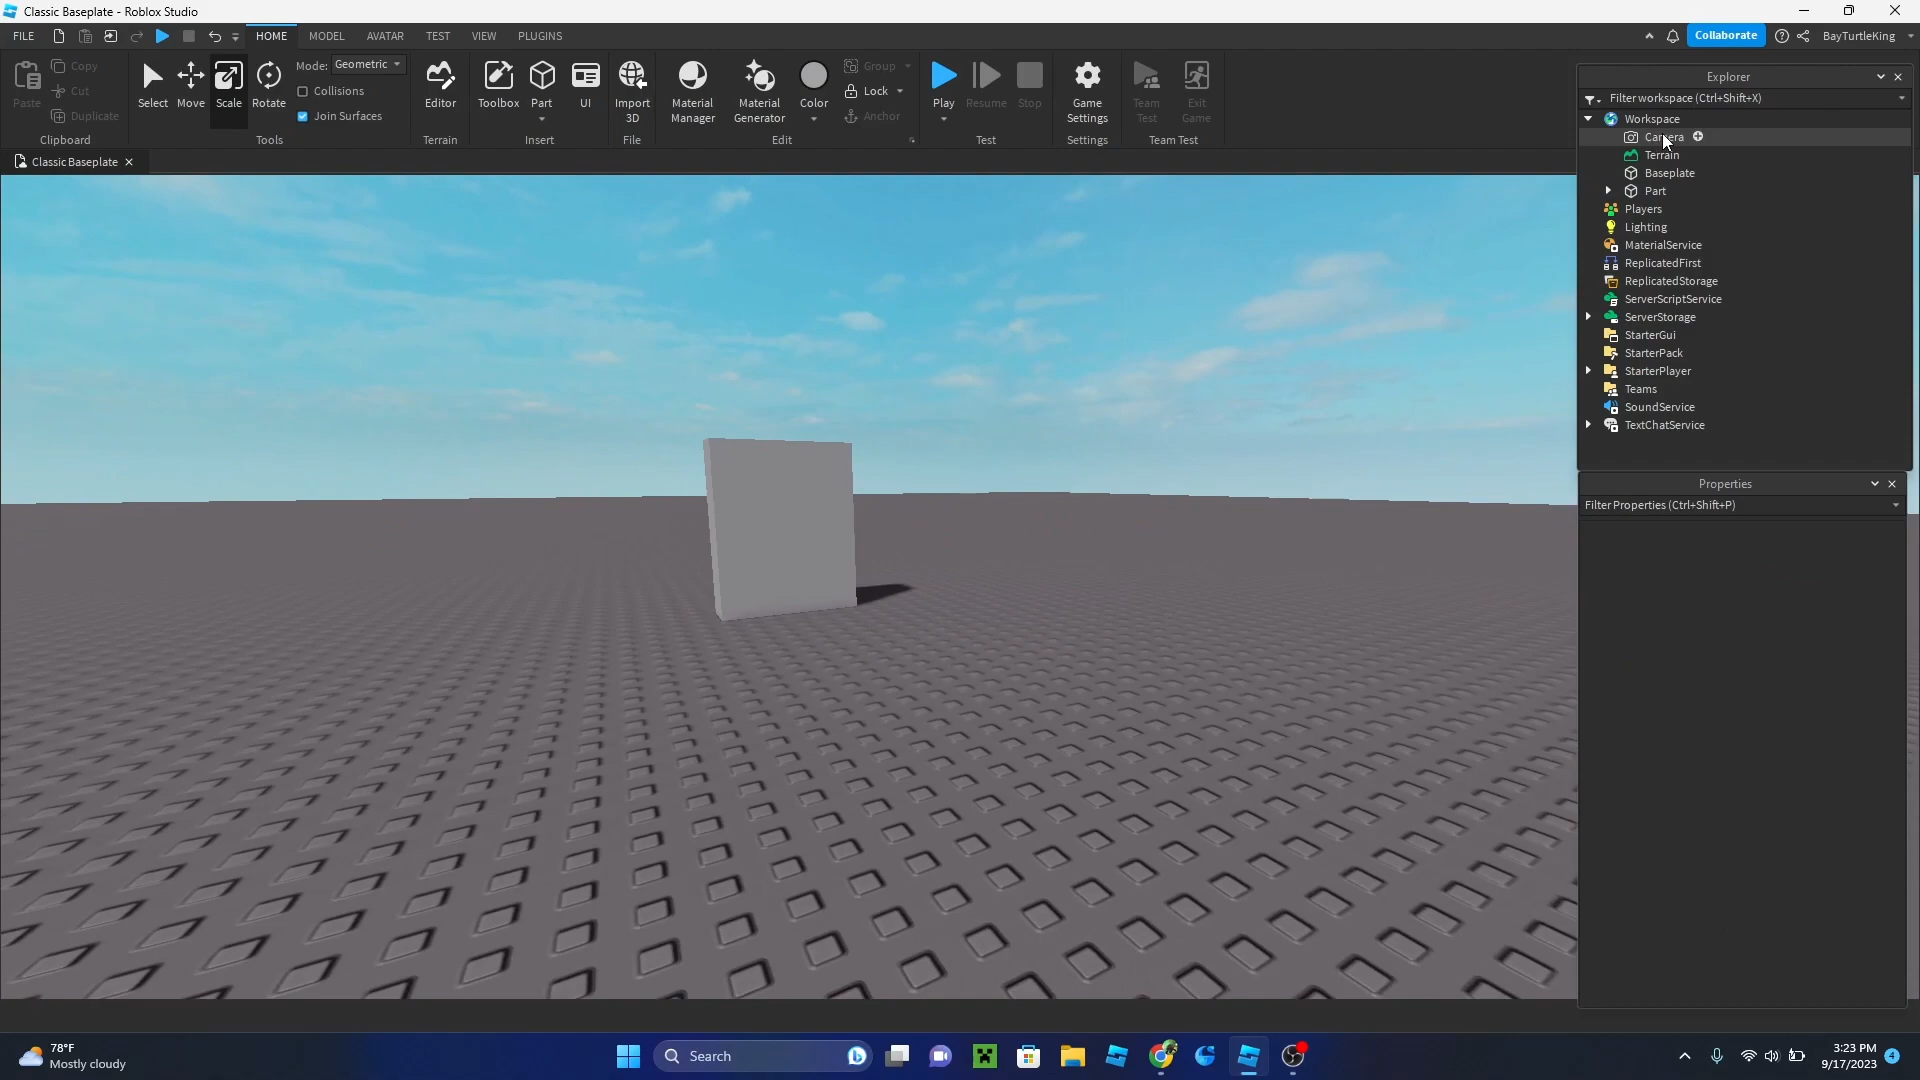 Classic Baseplate - Roblox Studio
FILE HOME MODEL AVATAR TEST VIEW PLUGINS Collaborate BayTurtleKing
Paste Copy Cut Duplicate Clipboard
Select Move Scale Rotate Mode: Geometric Collisions Join Surfaces Tools
Editor Terrain
Toolbox Part UI Insert
Import 3D File
Material Manager Material Generator Color Group Lock Anchor Edit
Play Resume Stop Test
Game Settings Settings
Team Test Exit Game Team Test
Classic Baseplate
Explorer
Filter workspace (Ctrl+Shift+X)
Workspace
Camera
Terrain
Baseplate
Part
Players
Lighting
MaterialService
ReplicatedFirst
ReplicatedStorage
ServerScriptService
ServerStorage
StarterGui
StarterPack
StarterPlayer
Teams
SoundService
TextChatService
Properties
Filter Properties (Ctrl+Shift+P)
78°F
Mostly cloudy
Search
3:23 PM
9/17/2023
4